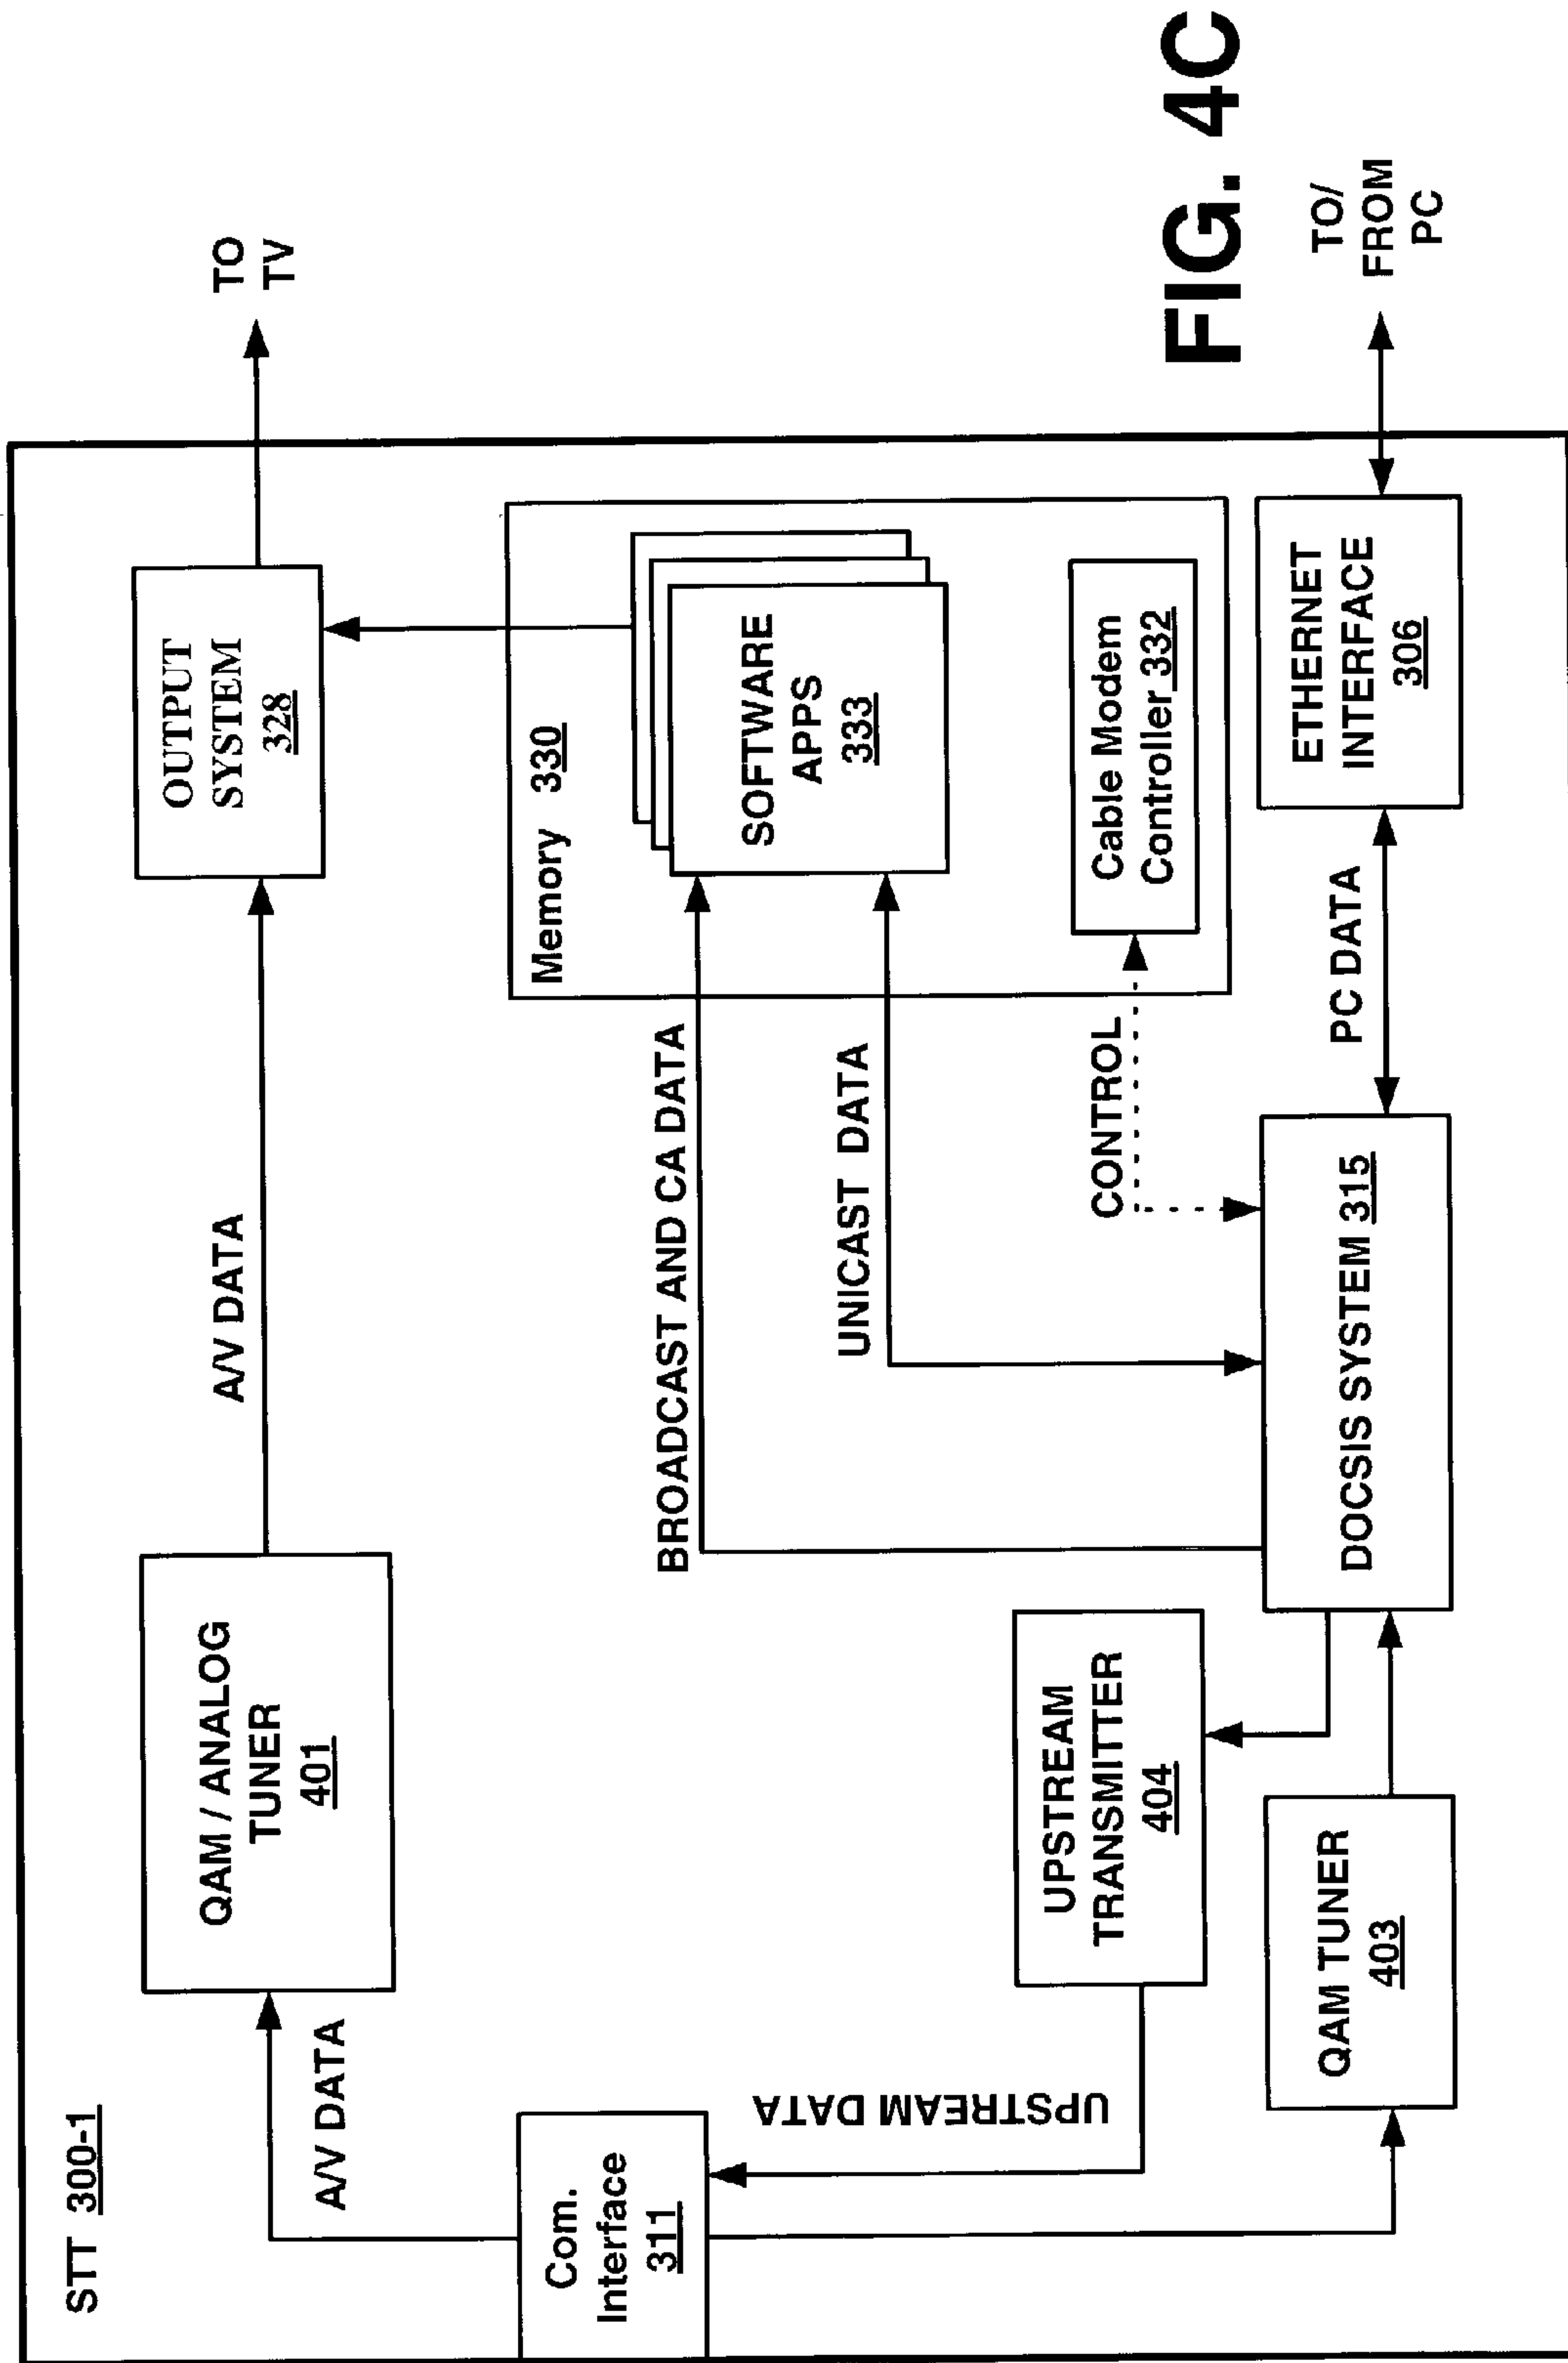 STT 300-1
A/V DATA
QAM / ANALOG
TUNER
401
A/V DATA
OUTPUT
SYSTEM
328
TO
TV
Com.
Interface
311
UPSTREAM DATA
UPSTREAM
TRANSMITTER
404
QAM TUNER
403
BROADCAST AND CA DATA
UNICAST DATA
CONTROL
Memory 330
SOFTWARE
APPS
333
Cable Modem
Controller 332
DOCSIS SYSTEM 315
PC DATA
ETHERNET
INTERFACE
306
TO/
FROM
PC
FIG. 4C